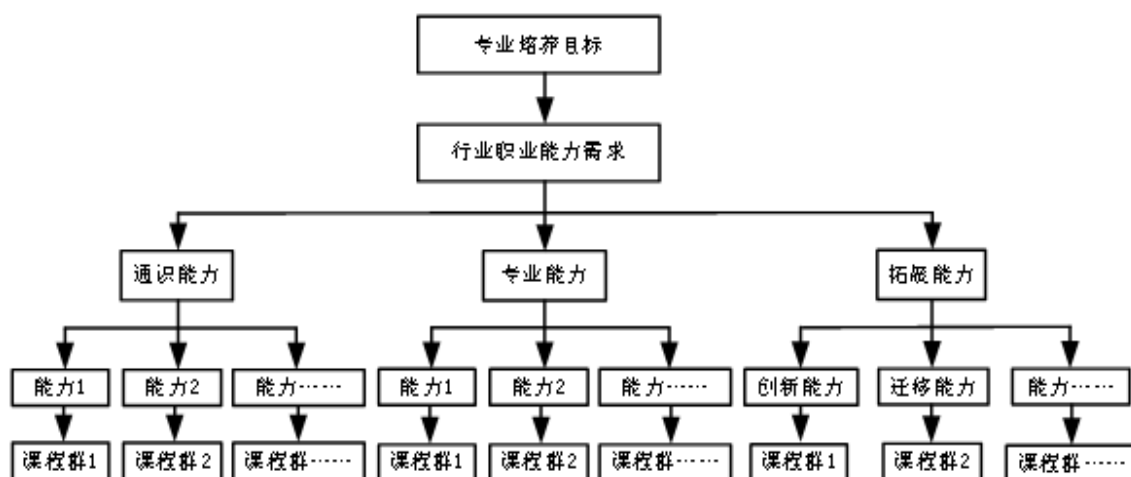 专业培养目标
行业职业能力需求
通识能力
专业能力
拓展能力
能力1
能力2
能力……
能力1
能力2
能力……
创新能力
迁移能力
能力……
课程群1
课程群2
课程群……
课程群1
课程群2
课程群……
课程群1
课程群2
课程群……